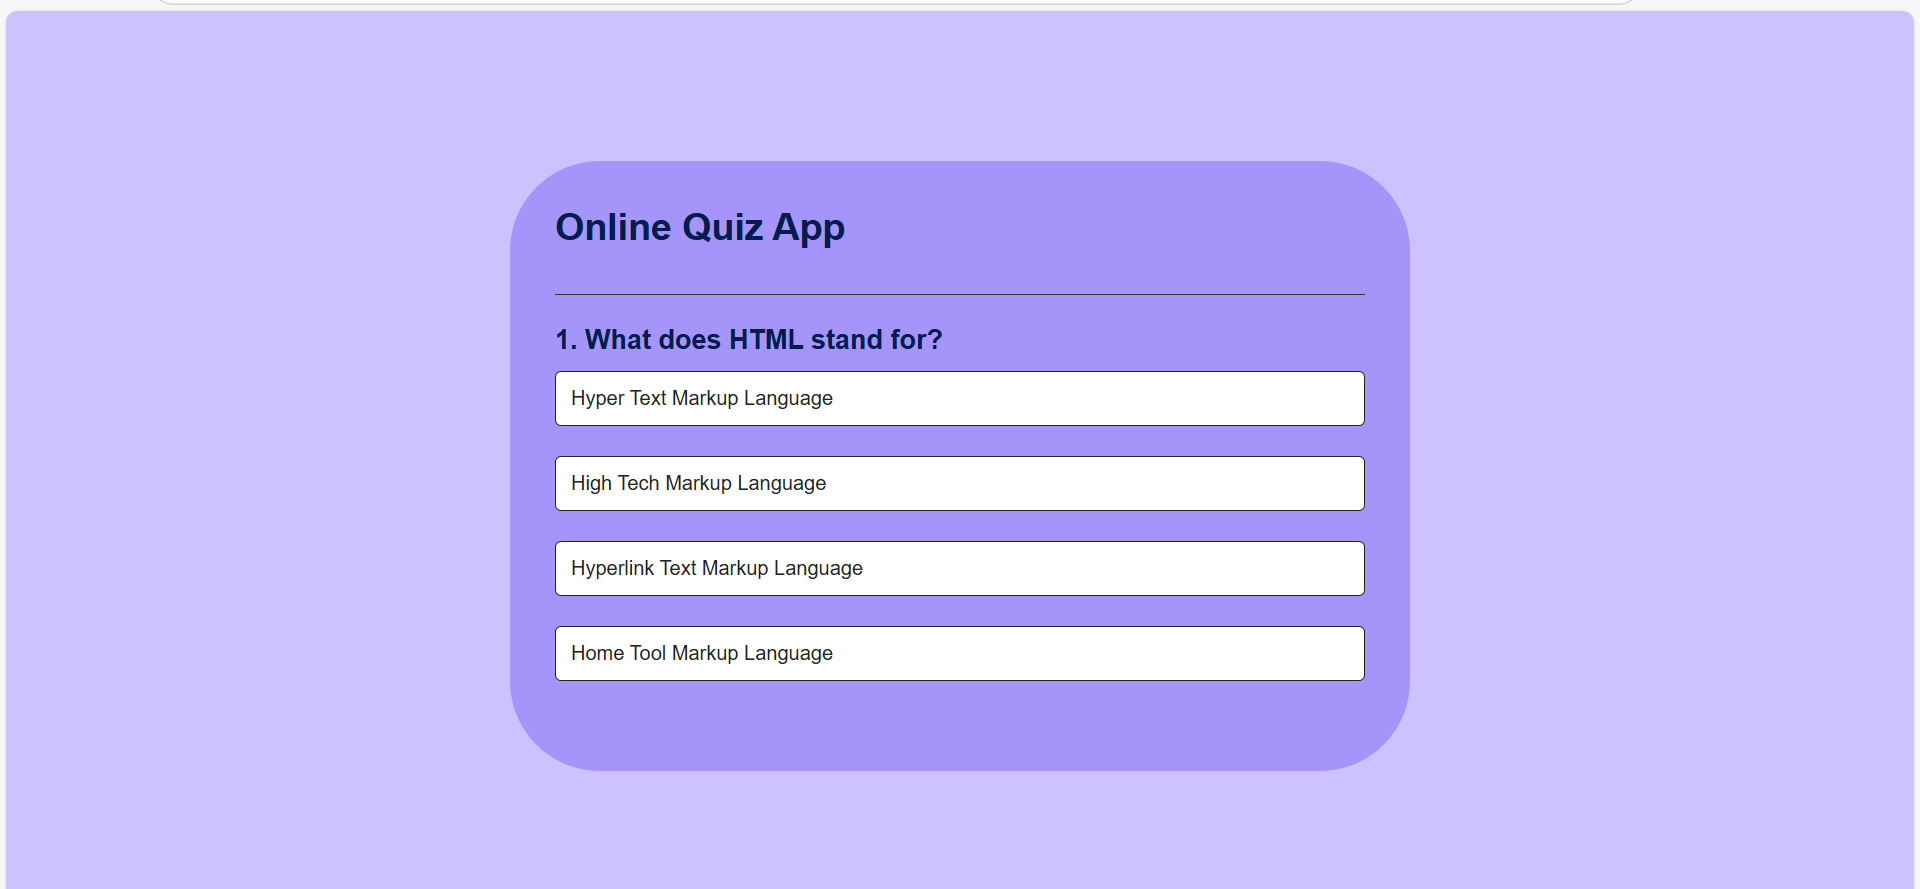 Online Quiz App
1. What does HTML stand for?
Hyper Text Markup Language
High Tech Markup Language
Hyperlink Text Markup Language
Home Tool Markup Language